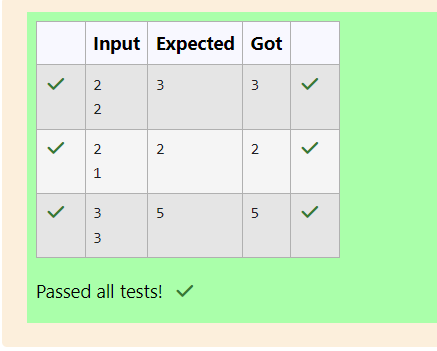 Input Expected Got
2 3 3
2
2 2 2
1
3 5 5
3
Passed all tests!